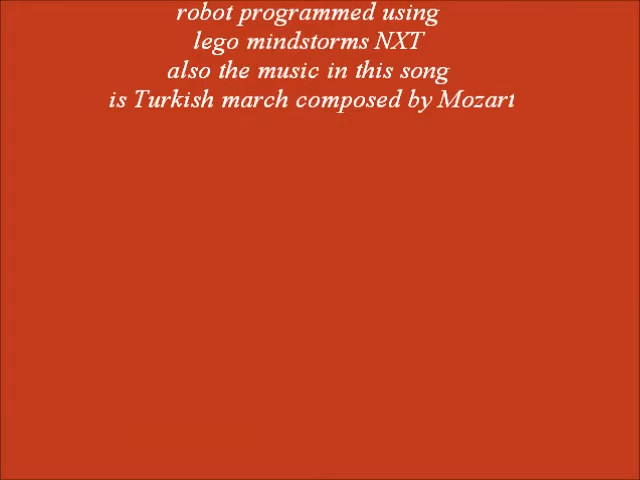 robot programmed using
lego mindstorms NXT
also the music in this song
is Turkish march composed by Mozart